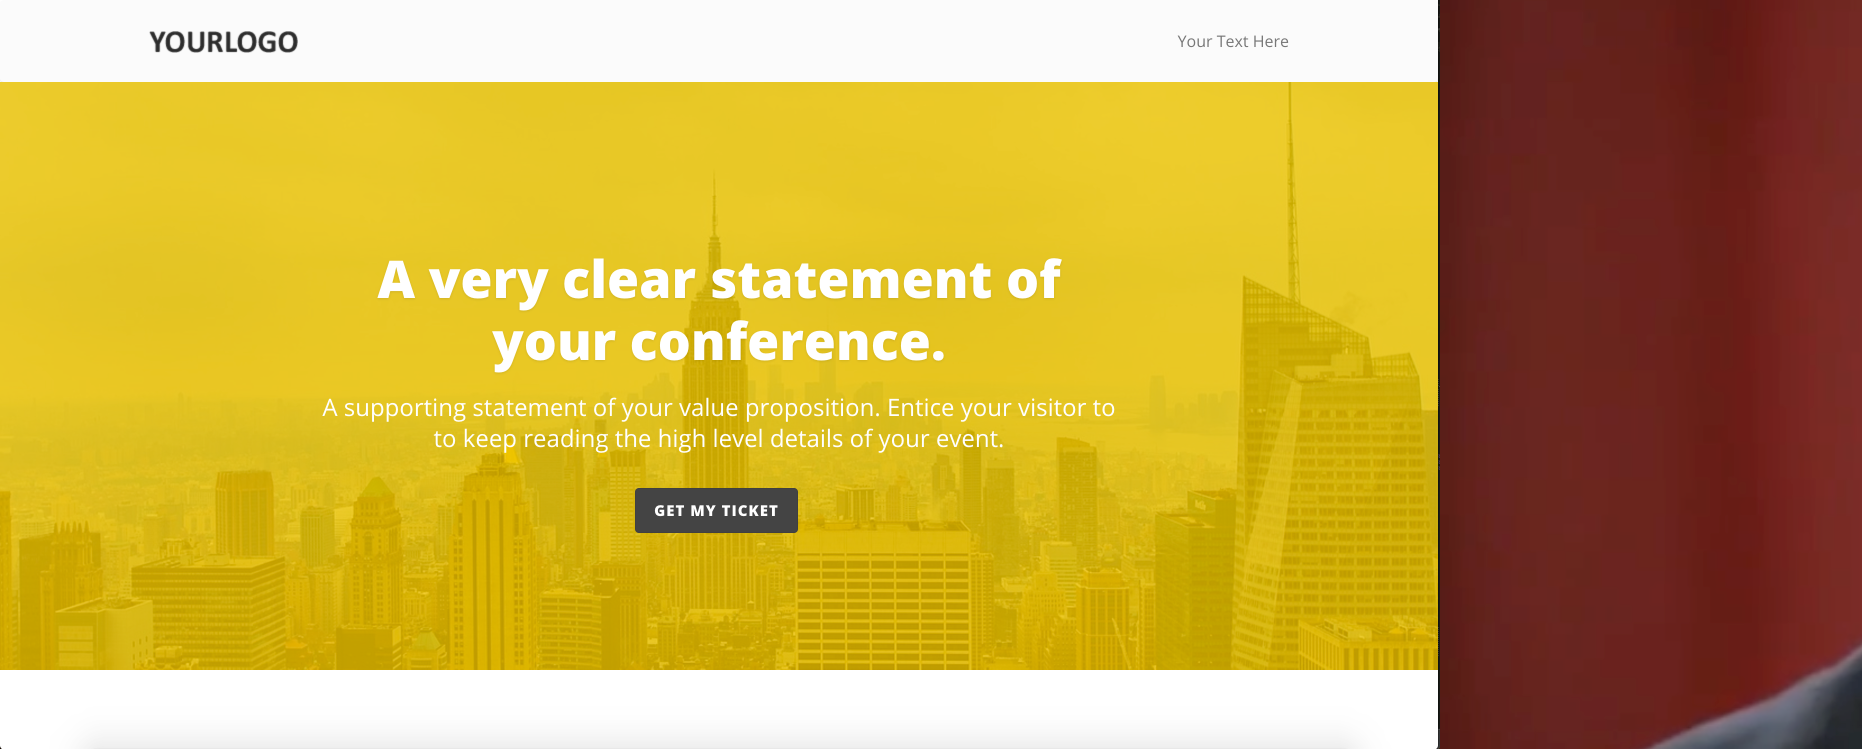 YOURLOGO
Your Text Here
A very clear statement of
your conference.
A supporting statement of your value proposition. Entice your visitor to
to keep reading the high level details of your event.
GET MY TICKET